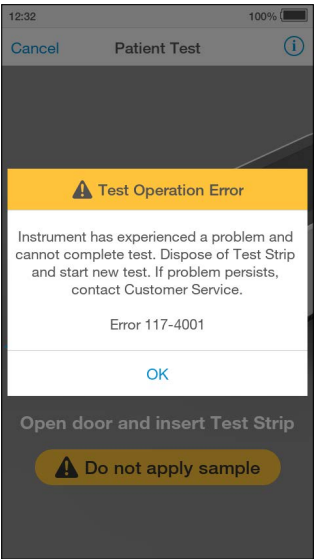 12:32 100%
Cancel Patient Test i
Test Operation Error
Instrument has experienced a problem and
cannot complete test. Dispose of Test Strip
and start new test. If problem persists,
contact Customer Service.
Error 117-4001
OK
Open door and insert Test Strip
Do not apply sample